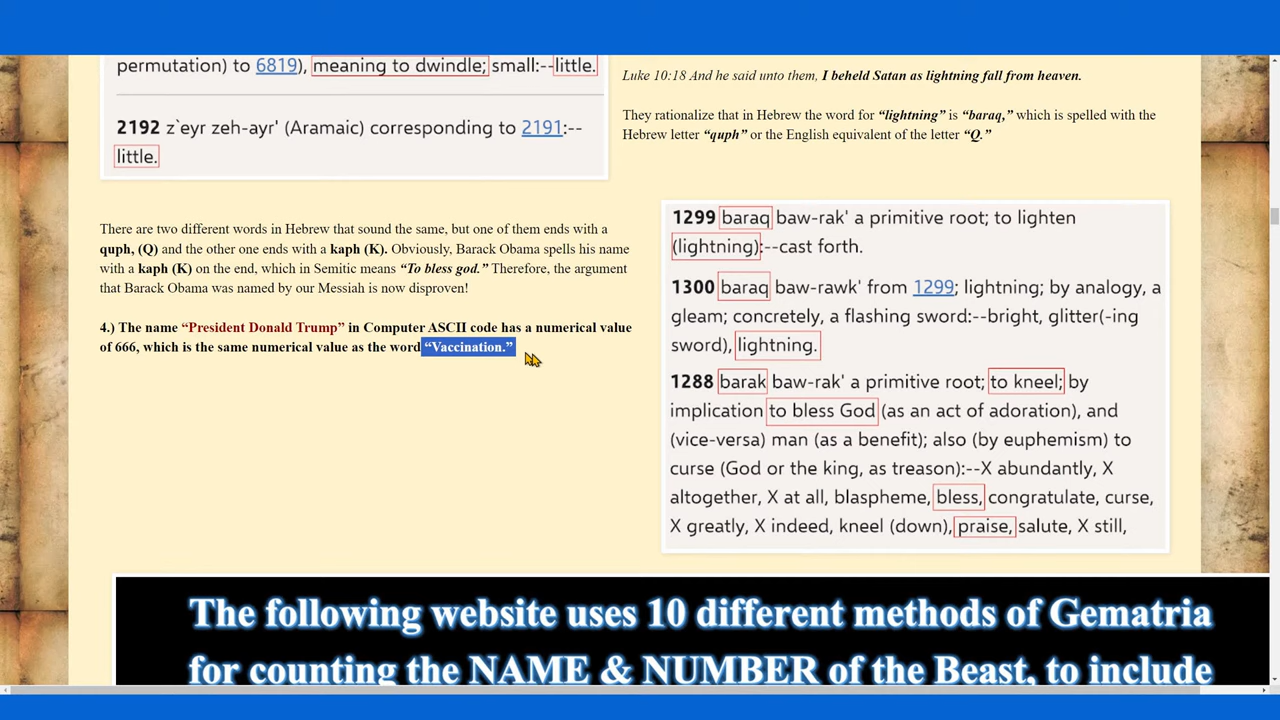 permutation) to 6819), meaning to dwindle; small:--little.
2192 z`eyr zeh-ayr' (Aramaic) corresponding to 2191:--
little.
Luke 10:18 And he said unto them, I beheld Satan as lightning fall from heaven.
They rationalize that in Hebrew the word for “lightning” is “baraq,” which is spelled with the
Hebrew letter “quph” or the English equivalent of the letter “Q.”
There are two different words in Hebrew that sound the same, but one of them ends with a
quph, (Q) and the other one ends with a kaph (K). Obviously, Barack Obama spells his name
with a kaph (K) on the end, which in Semitic means “To bless god.” Therefore, the argument
that Barack Obama was named by our Messiah is now disproven!
4.) The name “President Donald Trump” in Computer ASCII code has a numerical value
of 666, which is the same numerical value as the word “Vaccination.”
1299 baraq baw-rak' a primitive root; to lighten
(lightning):--cast forth.
1300 baraq baw-rawk' from 1299; lightning; by analogy, a
gleam; concretely, a flashing sword:--bright, glitter(-ing
sword), lightning.
1288 barak baw-rak' a primitive root; to kneel; by
implication to bless God (as an act of adoration), and
(vice-versa) man (as a benefit); also (by euphemism) to
curse (God or the king, as treason):--X abundantly, X
altogether, X at all, blaspheme, bless, congratulate, curse,
X greatly, X indeed, kneel (down), praise, salute, X still,
The following website uses 10 different methods of Gematria
for counting the NAME & NUMBER of the Beast, to include